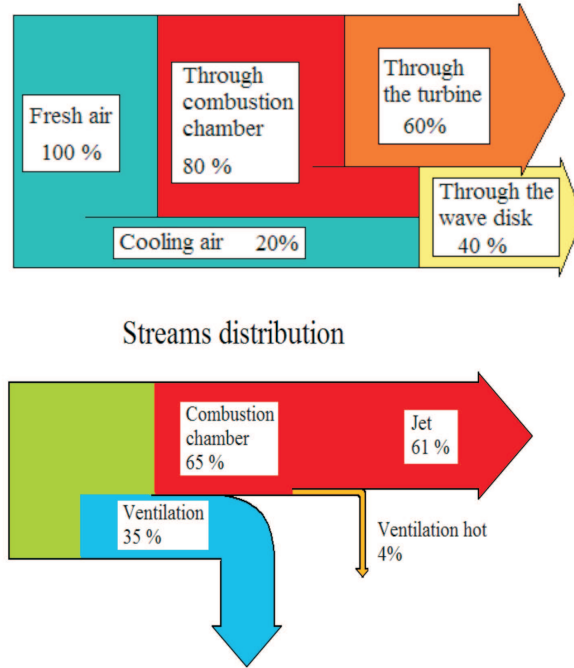 Fresh air
100 %
Through
combustion
chamber
80 %
Through
the turbine
60%
Through the
wave disk
40 %
Cooling air 20%
Streams distribution
Combustion
chamber
65 %
Jet
61 %
Ventilation
35 %
Ventilation hot
4%